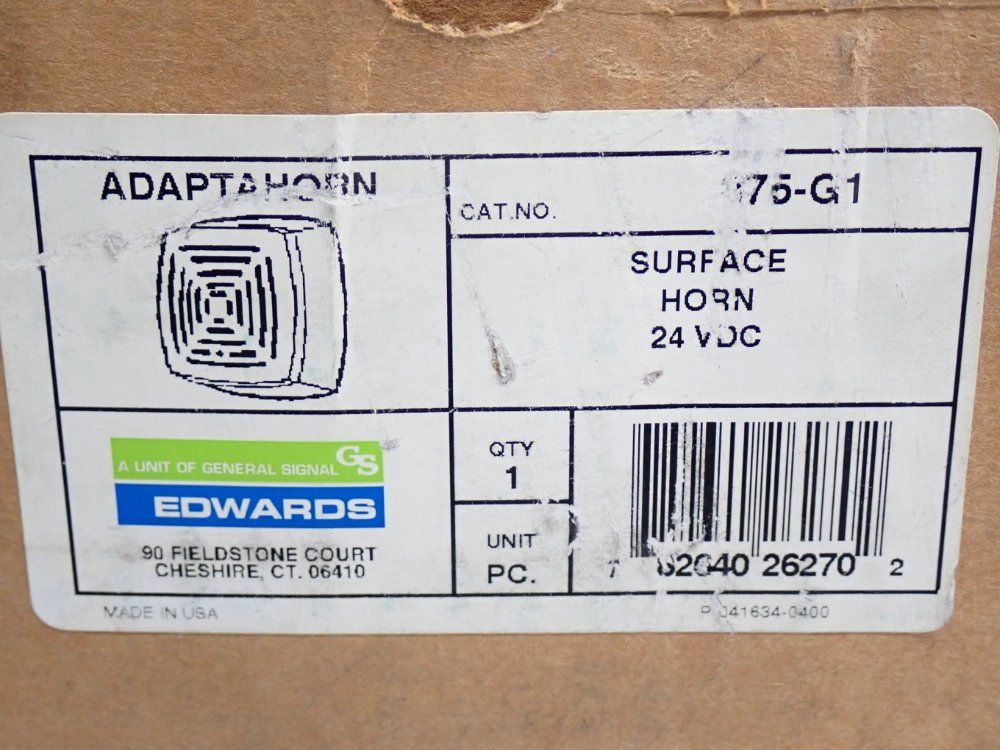 ADAPTAHORN
CAT.NO.
SURFACE
HORN
24 VDC
A UNIT OF GENERAL SIGNAL GS
EDWARDS
90 FIELDSTONE COURT
CHESHIRE, CT. 06410
QTY
1
UNIT
PC.
26270 2
MADE IN USA